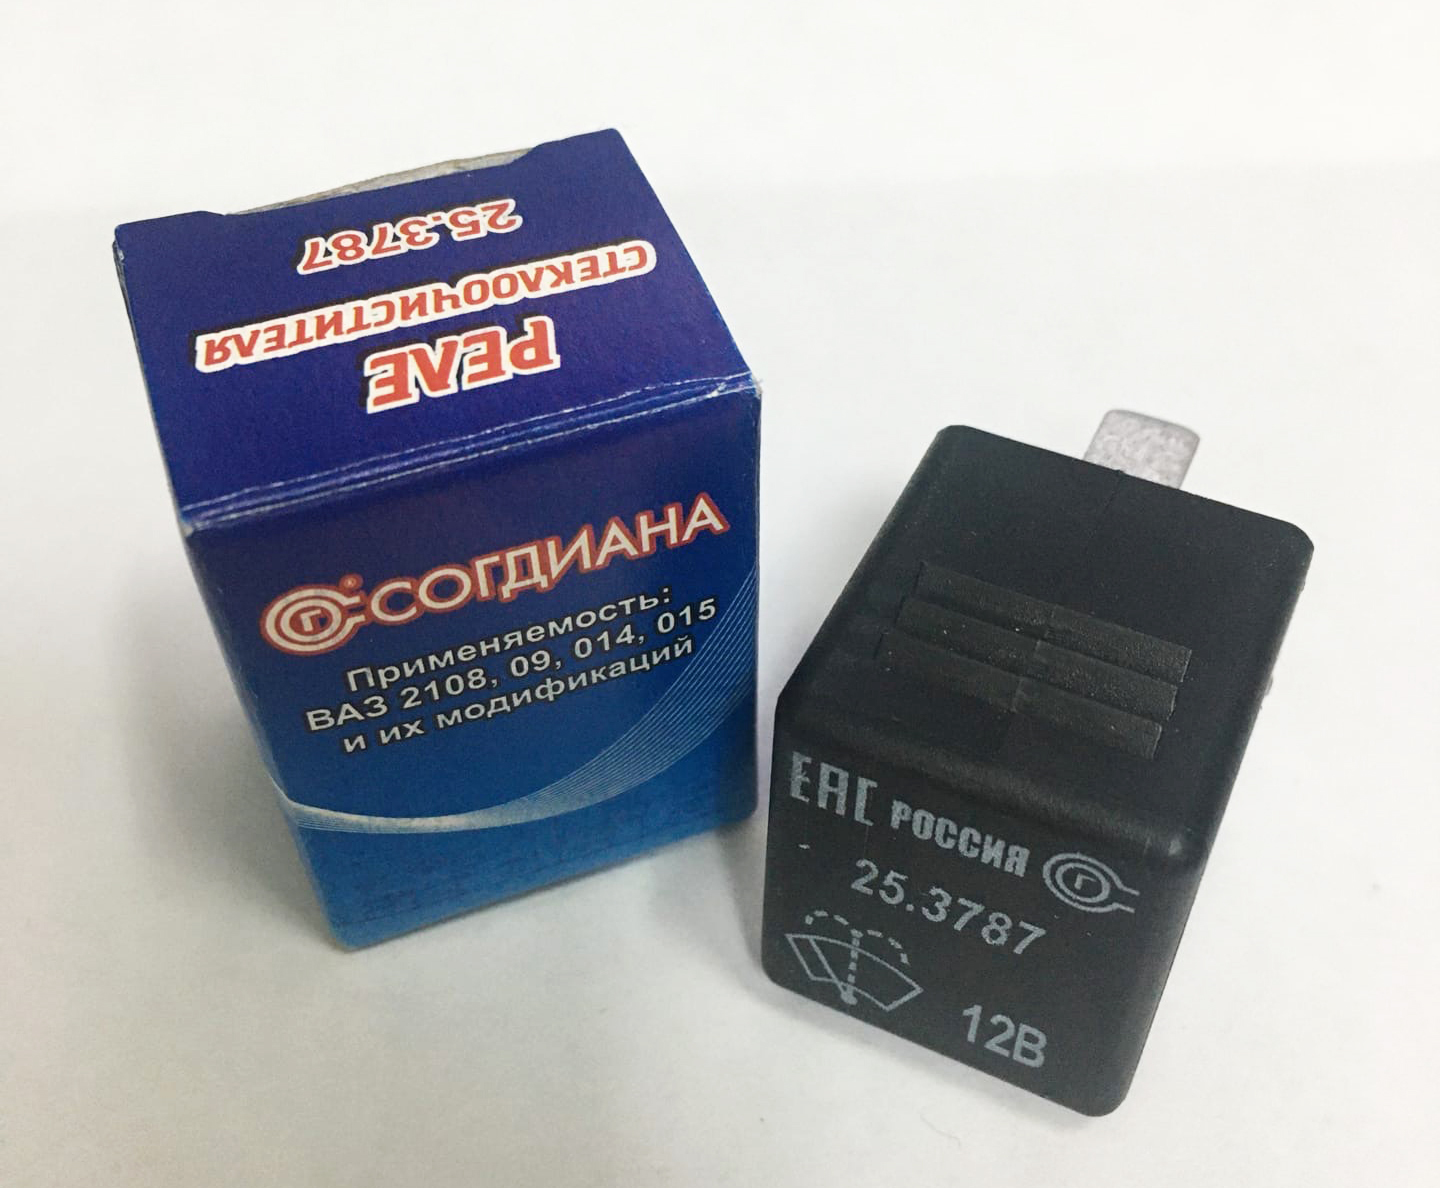 РЕЛЕ
СТЕКЛООЧИСТИТЕЛЯ
25.3787
СОГДИАНА
Применяемость:
ВАЗ 2108, 09, 014, 015
и их модификаций
ЕАС РОССИЯ Г
25.3787
12В